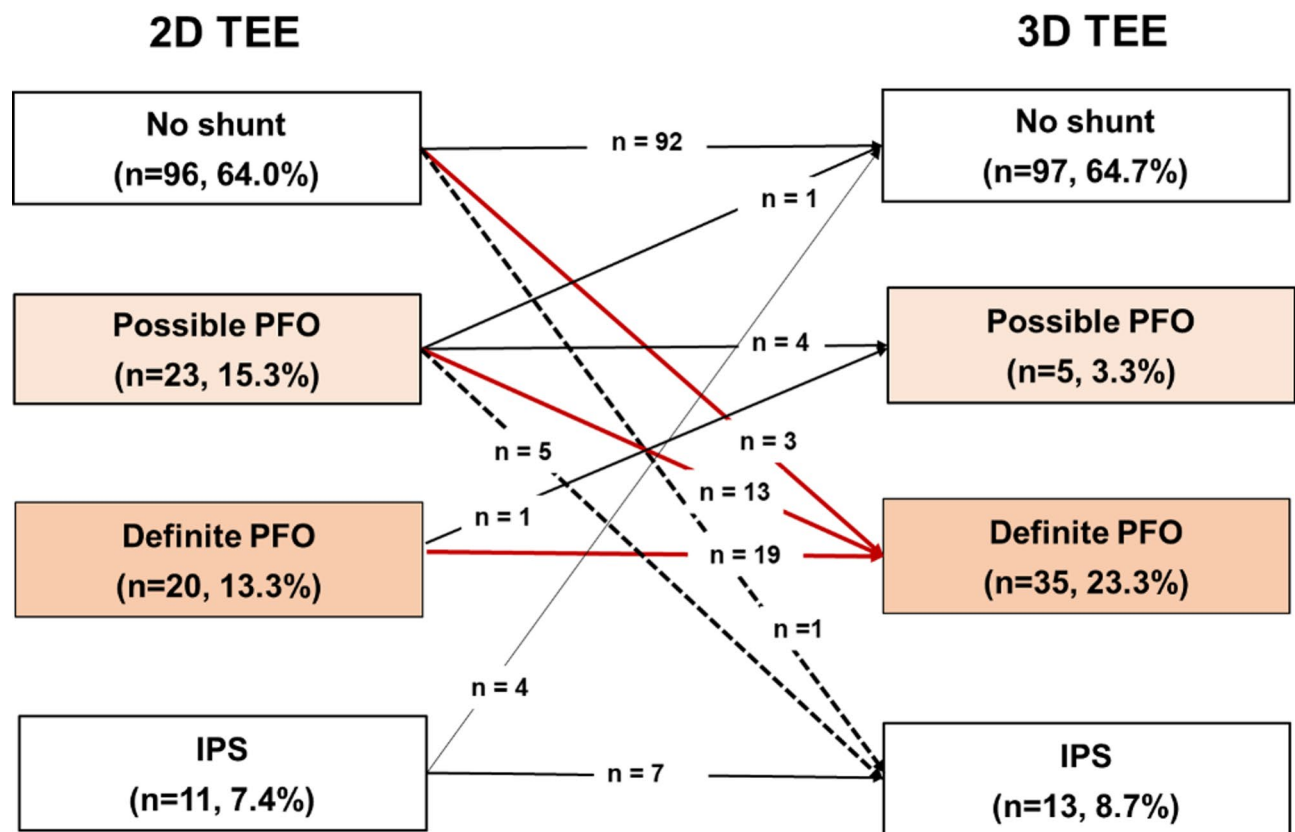 2D TEE
3D TEE
No shunt
(n=96, 64.0%)
n = 92
No shunt
(n=97, 64.7%)
n = 1
Possible PFO
(n=23, 15.3%)
n = 4
Possible PFO
(n=5, 3.3%)
n = 5
n = 3
n = 13
Definite PFO
(n=20, 13.3%)
n = 1
n = 19
Definite PFO
(n=35, 23.3%)
n =1
n = 4
IPS
(n=11, 7.4%)
n = 7
IPS
(n=13, 8.7%)